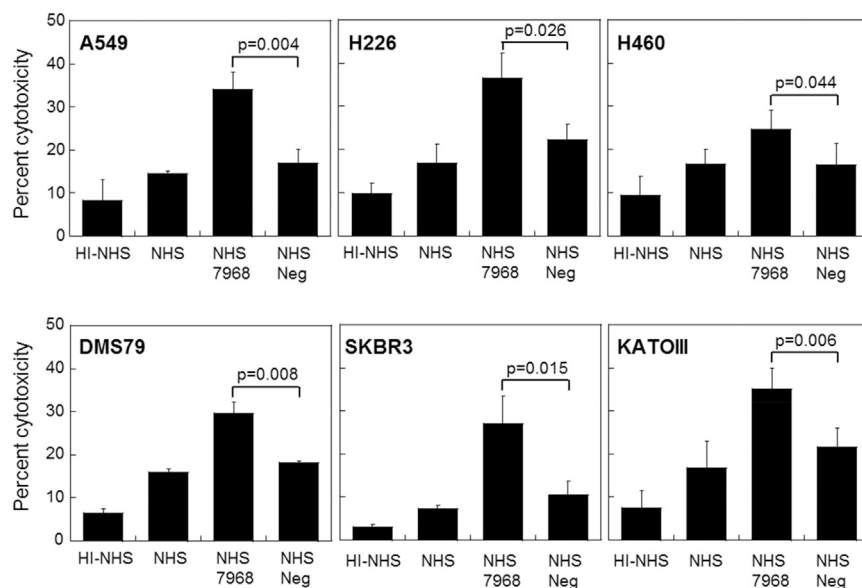 Percent cytotoxicity
50
40
30
20
10
0
A549
p=0.004
HI-NHS NHS NHS NHS
7968 Neg
H226
p=0.026
HI-NHS NHS NHS NHS
7968 Neg
H460
p=0.044
HI-NHS NHS NHS NHS
7968 Neg
Percent cytotoxicity
50
40
30
20
10
0
DMS79
p=0.008
HI-NHS NHS NHS NHS
7968 Neg
SKBR3
p=0.015
HI-NHS NHS NHS NHS
7968 Neg
KATOIII
p=0.006
HI-NHS NHS NHS NHS
7968 Neg